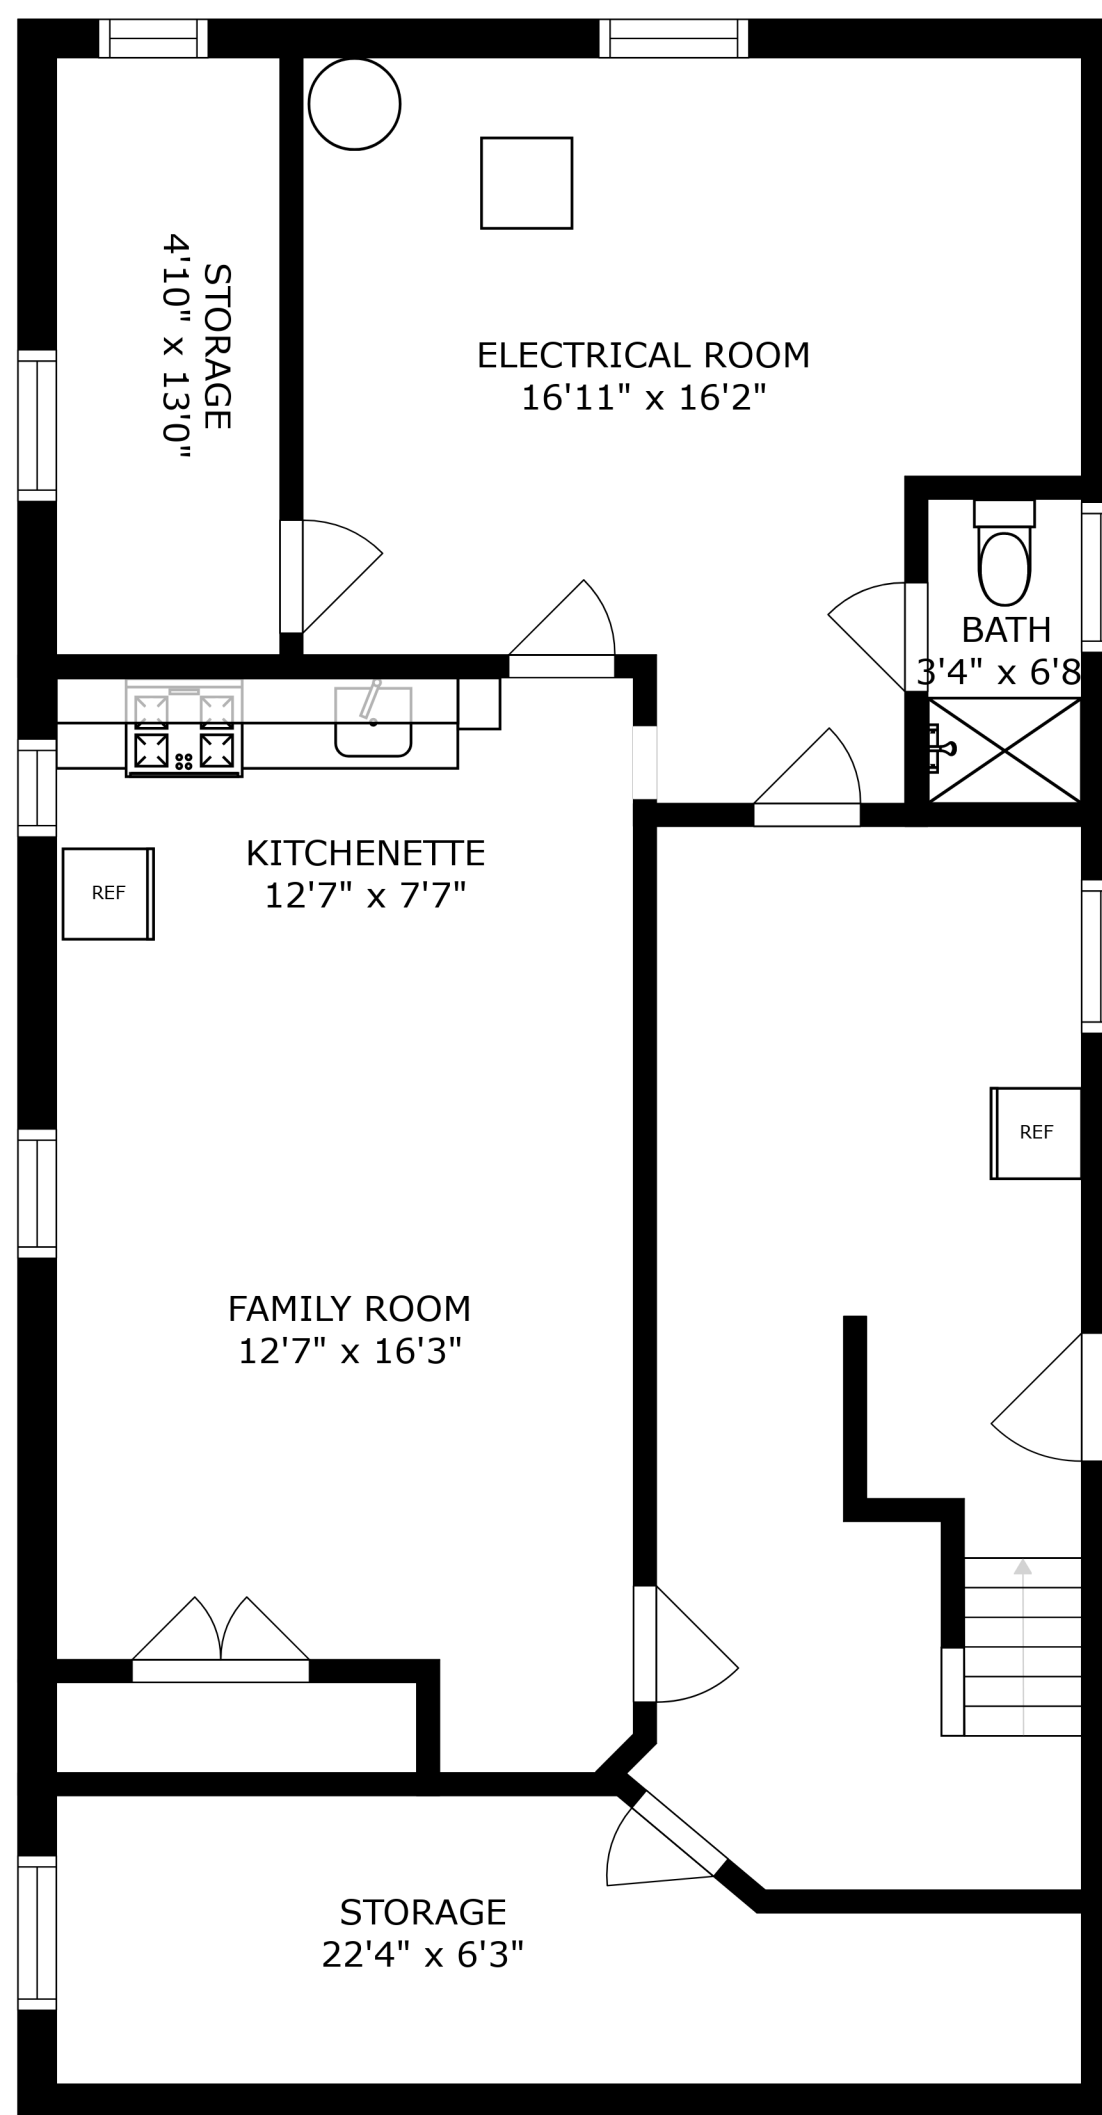 STORAGE
4'10" x 13'0"
ELECTRICAL ROOM
16'11" x 16'2"
BATH
3'4" x 6'8
KITCHENETTE
12'7" x 7'7"
REF
REF
FAMILY ROOM
12'7" x 16'3"
STORAGE
22'4" x 6'3"